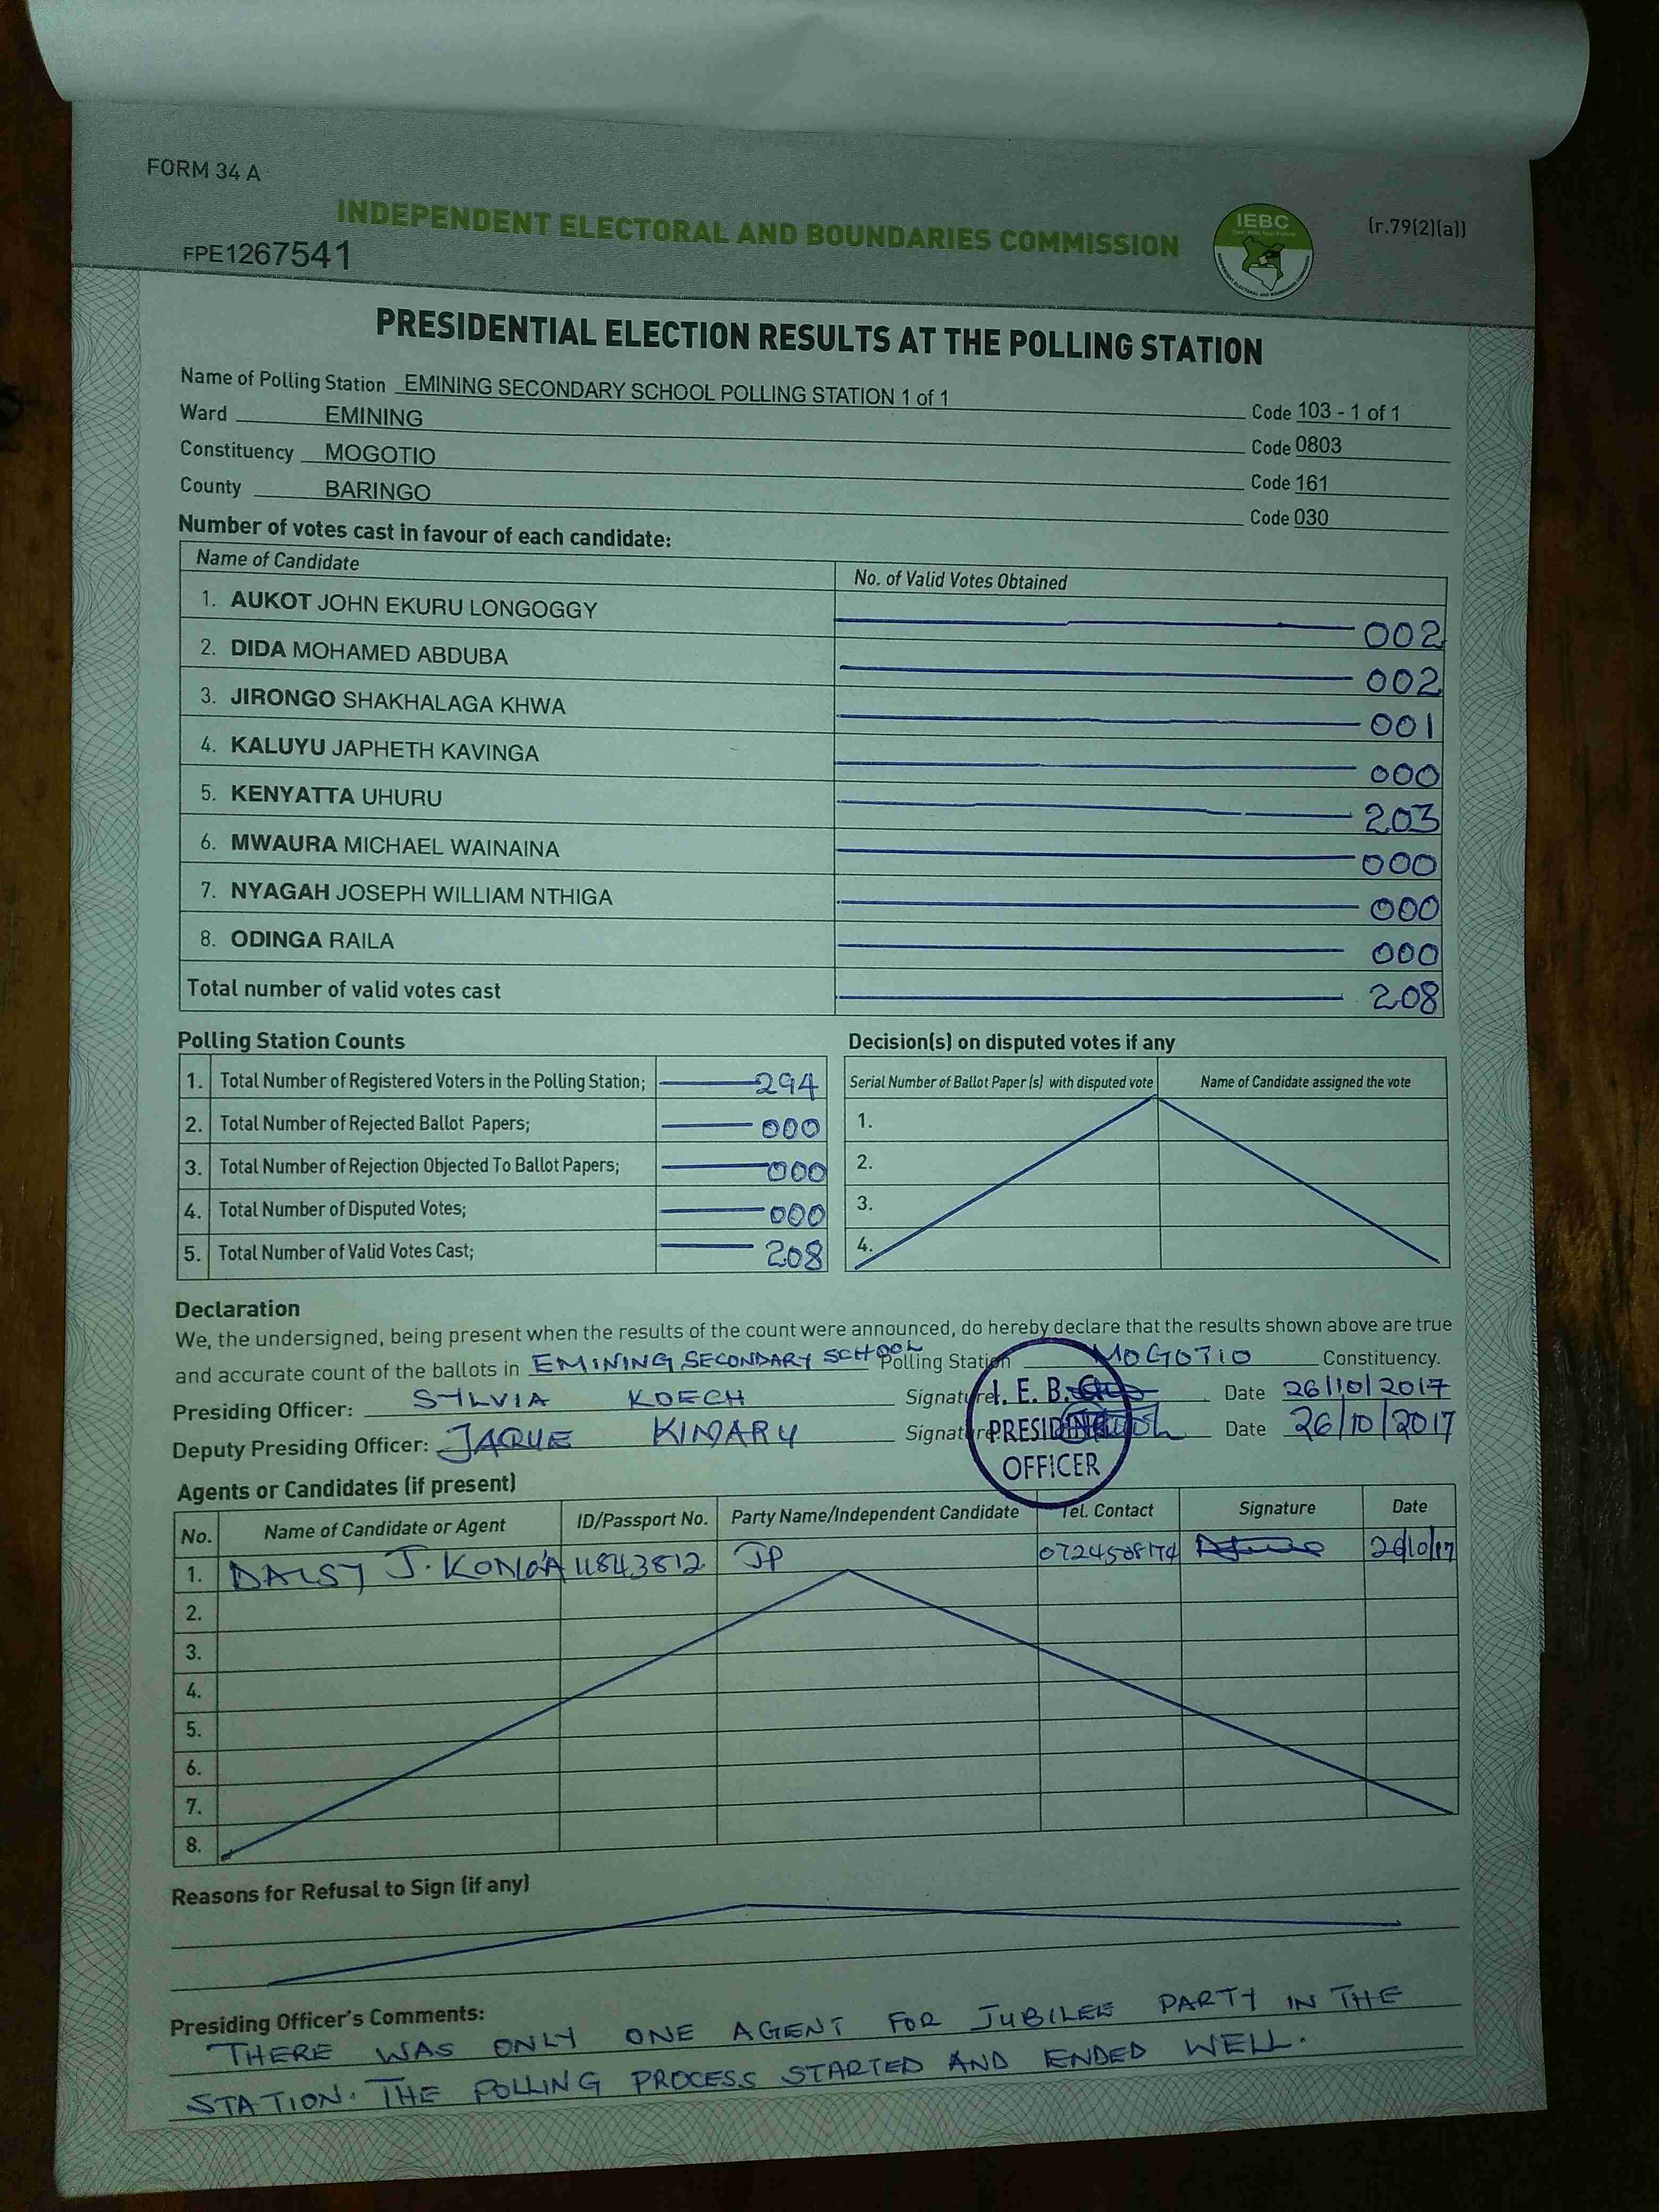 FORM 34 A
INDEPENDENT ELECTORAL AND BOUNDARIES COMMISSION
IEBC
(r.79(2)(a))
FPE1267541
PRESIDENTIAL ELECTION RESULTS AT THE POLLING STATION
Name of Polling Station EMINING SECONDARY SCHOOL POLLING STATION 1 of 1 Code 103 - 1 of 1
Ward EMINING Code 0803
Constituency MOGOTIO Code 161
County BARINGO Code 030
Number of votes cast in favour of each candidate:
Name of Candidate No. of Valid Votes Obtained
1. AUKOT JOHN EKURU LONGOGGY 002
2. DIDA MOHAMED ABDUBA 002
3. JIRONGO SHAKHALAGA KHWA 001
4. KALUYU JAPHETH KAVINGA 000
5. KENYATTA UHURU 203
6. MWAURA MICHAEL WAINAINA 000
7. NYAGAH JOSEPH WILLIAM NTHIGA 000
8. ODINGA RAILA 000
Total number of valid votes cast 208
Polling Station Counts
1. Total Number of Registered Voters in the Polling Station; 294
2. Total Number of Rejected Ballot Papers; 000
3. Total Number of Rejection Objected To Ballot Papers; 000
4. Total Number of Disputed Votes; 000
5. Total Number of Valid Votes Cast; 208
Decision(s) on disputed votes if any
Serial Number of Ballot Paper (s) with disputed vote Name of Candidate assigned the vote
1.
2.
3.
4.
Declaration
We, the undersigned, being present when the results of the count were announced, do hereby declare that the results shown above are true
and accurate count of the ballots in EMINING SECONDARY SCHOOL Polling Station MOGOTIO Constituency.
Presiding Officer: SYLVIA KOECH Signature Date 26/10/2017
Deputy Presiding Officer: JAQUE KIMARU Signature Date 26/10/2017
I. E. B. C
PRESIDING
OFFICER
Agents or Candidates (if present)
No. Name of Candidate or Agent ID/Passport No. Party Name/Independent Candidate Tel. Contact Signature Date
1. DAISY J. 11843812 JP 26/10/17
2.
3.
4.
5.
6.
7.
8.
Reasons for Refusal to Sign (if any)
Presiding Officer's Comments:
THERE WAS ONLY ONE AGENT FOR JUBILEE PARTY IN THE
STATION. THE POLLING PROCESS STARTED AND ENDED WELL.